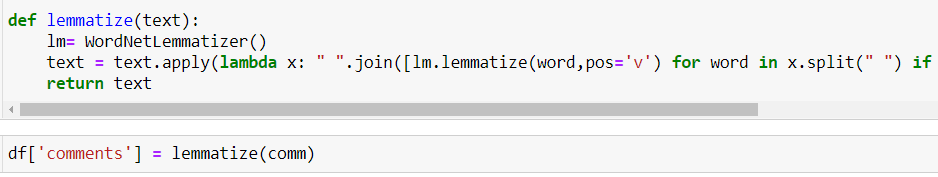 def lemmatize(text):
    lm= WordNetLemmatizer()
    text = text.apply(lambda x: " ".join([lm.lemmatize(word,pos='v') for word in x.split(" ") if
    return text
df['comments'] = lemmatize(comm)